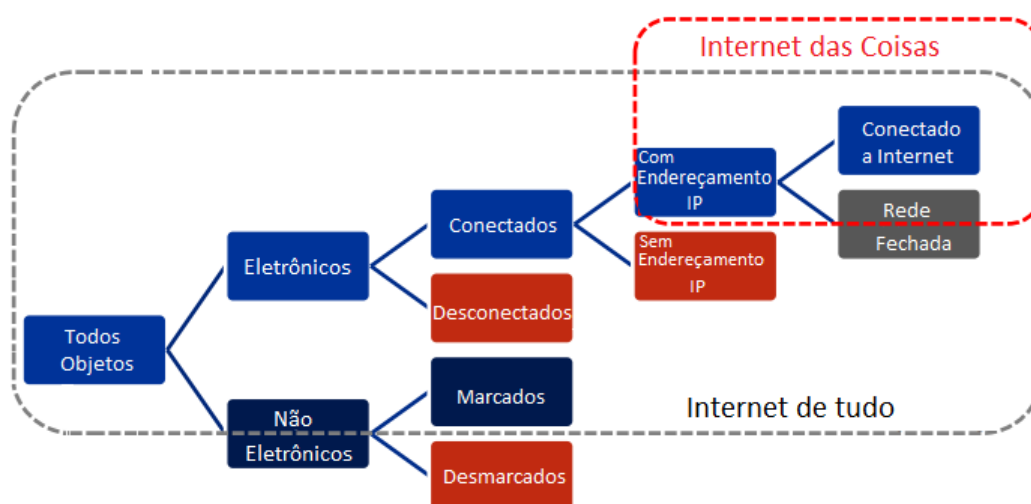 Internet das Coisas
Conectado
a Internet
Com
Endereçamento
IP
Rede
Fechada
Conectados
Sem
Endereçamento
IP
Eletrônicos
Desconectados
Todos
Objetos
Marcados
Internet de tudo
Não
Eletrônicos
Desmarcados